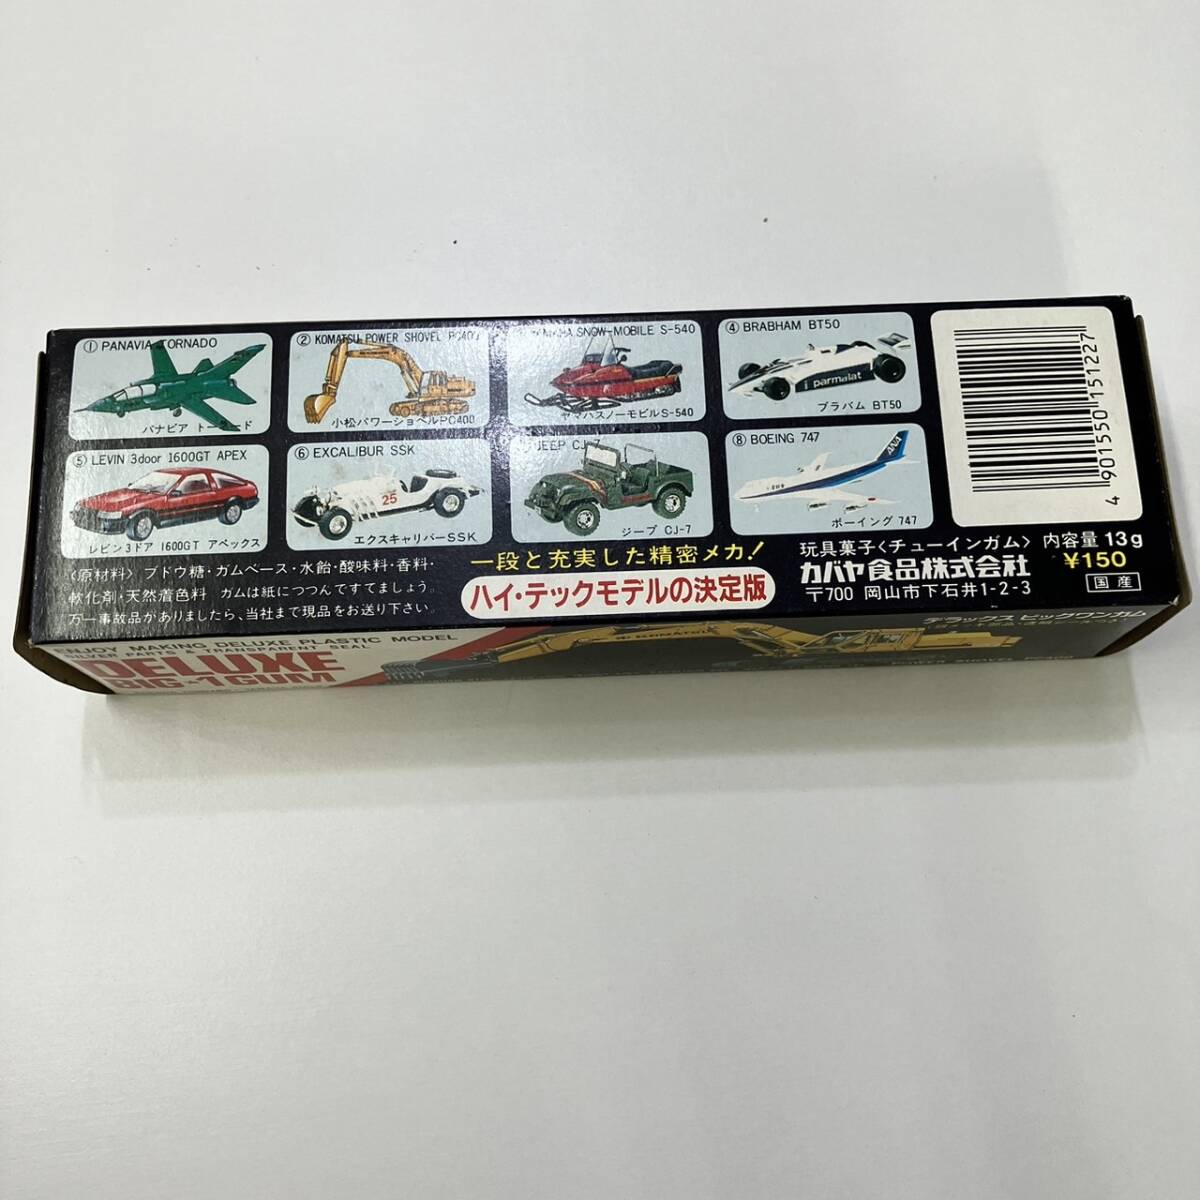 ① PANAVIA TORNADO
パナビア
② KOMATSU POWER SHOVEL PC400
小松パワーショベルPC400
SNOW-MOBILE S-540
ヤマハスノーモビルS-540
④ BRABHAM BT50
parmalat
ブラバム BT50
⑤ LEVIN 3door 1600GT APEX
レビン3ドア 1600GT アペックス
⑥ EXCALIBUR SSK
25
エクスキャリバーSSK
JEEP CJ-7
ジープ CJ-7
⑧ BOEING 747
ANA
ボーイング 747
4 901550 151227
〈原材料〉 ブドウ糖・ガムベース・水飴・酸味料・香料・
軟化剤・天然着色料 ガムは紙につつんですてましょう。
万一事故品がありましたら、当社まで現品をお送り下さい。
一段と充実した精密メカ!
ハイ・テックモデルの決定版
玩具菓子〈チューインガム〉 内容量 13g
カバヤ食品株式会社 ¥150
〒700 岡山市下石井1-2-3 国産
ENJOY MAKING DELUXE PLASTIC MODEL
SILVER PARTS & TRANSPARENT SEAL
DELUXE
BIG-1 GUM
KOMATSU
デラックス ビッグワンガム